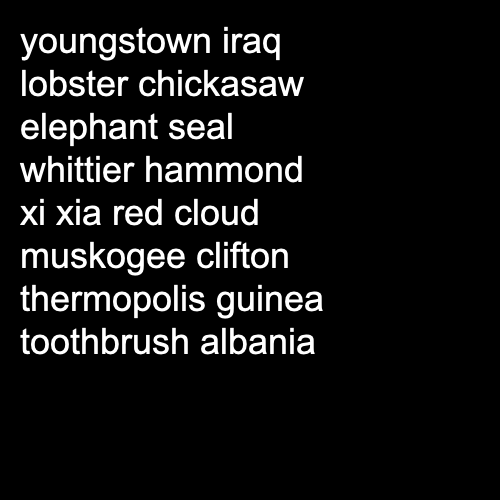 youngstown iraq
lobster chickasaw
elephant seal
whittier hammond
xi xia red cloud
muskogee clifton
thermopolis guinea
toothbrush albania